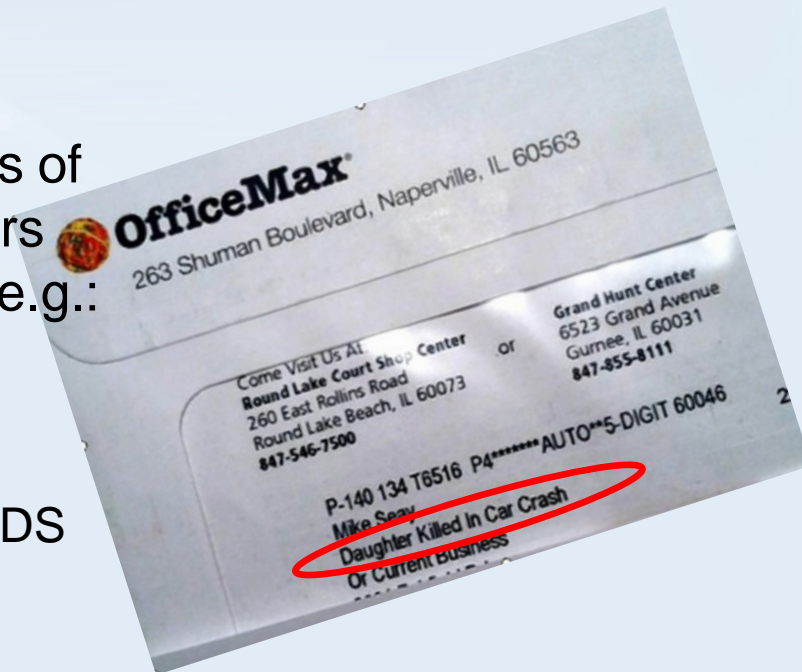 s of
rs
e.g.:
DS
OfficeMax®
263 Shuman Boulevard, Naperville, IL 60563
Come Visit Us At:
Round Lake Court Shop Center
260 East Rollins Road
Round Lake Beach, IL 60073
847-546-7500
or
Grand Hunt Center
6523 Grand Avenue
Gurnee, IL 60031
847-855-8111
P-140 134 T6516 P4*******AUTO**5-DIGIT 60046
2
Mike Seay
Daughter Killed In Car Crash
Or Current Business